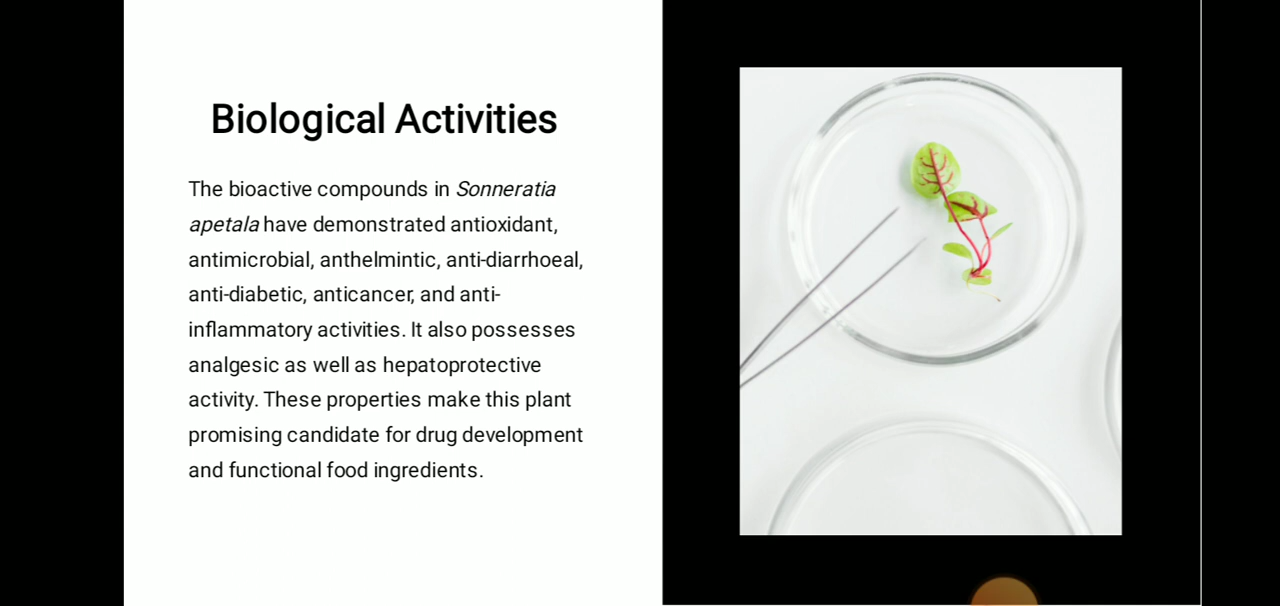 Biological Activities
The bioactive compounds in Sonneratia
apetala have demonstrated antioxidant,
antimicrobial, anthelmintic, anti-diarrhoeal,
anti-diabetic, anticancer, and anti-
inflammatory activities. It also possesses
analgesic as well as hepatoprotective
activity. These properties make this plant
promising candidate for drug development
and functional food ingredients.